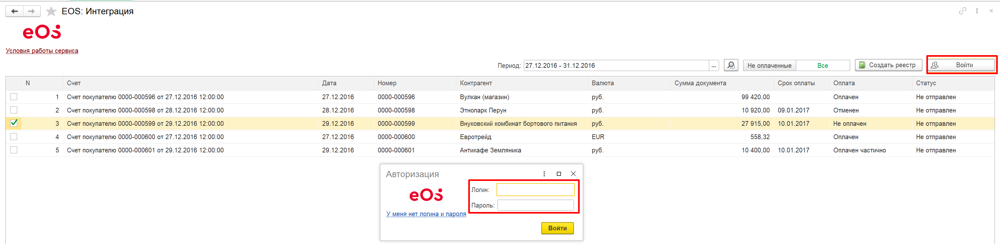 EOS: Интеграция
eos
Условия работы сервиса
Период: 27.12.2016 - 31.12.2016 ... Не оплаченные Все Создать реестр Войти
N Счет Дата Номер Контрагент Валюта Сумма документа Срок оплаты Оплата Статус
1 Счет покупателю 0000-000596 от 27.12.2016 12:00:00 27.12.2016 0000-000596 Вулкан (магазин) руб. 99 420,00 Оплачен Не отправлен
2 Счет покупателю 0000-000598 от 28.12.2016 12:00:00 28.12.2016 0000-000598 Этнопарк Перун руб. 10 920,00 09.01.2017 Отменен Не отправлен
3 Счет покупателю 0000-000599 от 29.12.2016 12:00:00 29.12.2016 0000-000599 Внуковский комбинат бортового питания руб. 27 915,00 10.01.2017 Не оплачен Не отправлен
4 Счет покупателю 0000-000600 от 27.12.2016 12:00:00 27.12.2016 0000-000600 Евротрейд EUR 558,32 Оплачен Не отправлен
5 Счет покупателю 0000-000601 от 29.12.2016 12:00:00 29.12.2016 0000-000601 Антикафе Земляника руб. 10 400,00 10.01.2017 Оплачен частично Не отправлен
Авторизация
eos
Логин:
Пароль:
У меня нет логина и пароля
Войти